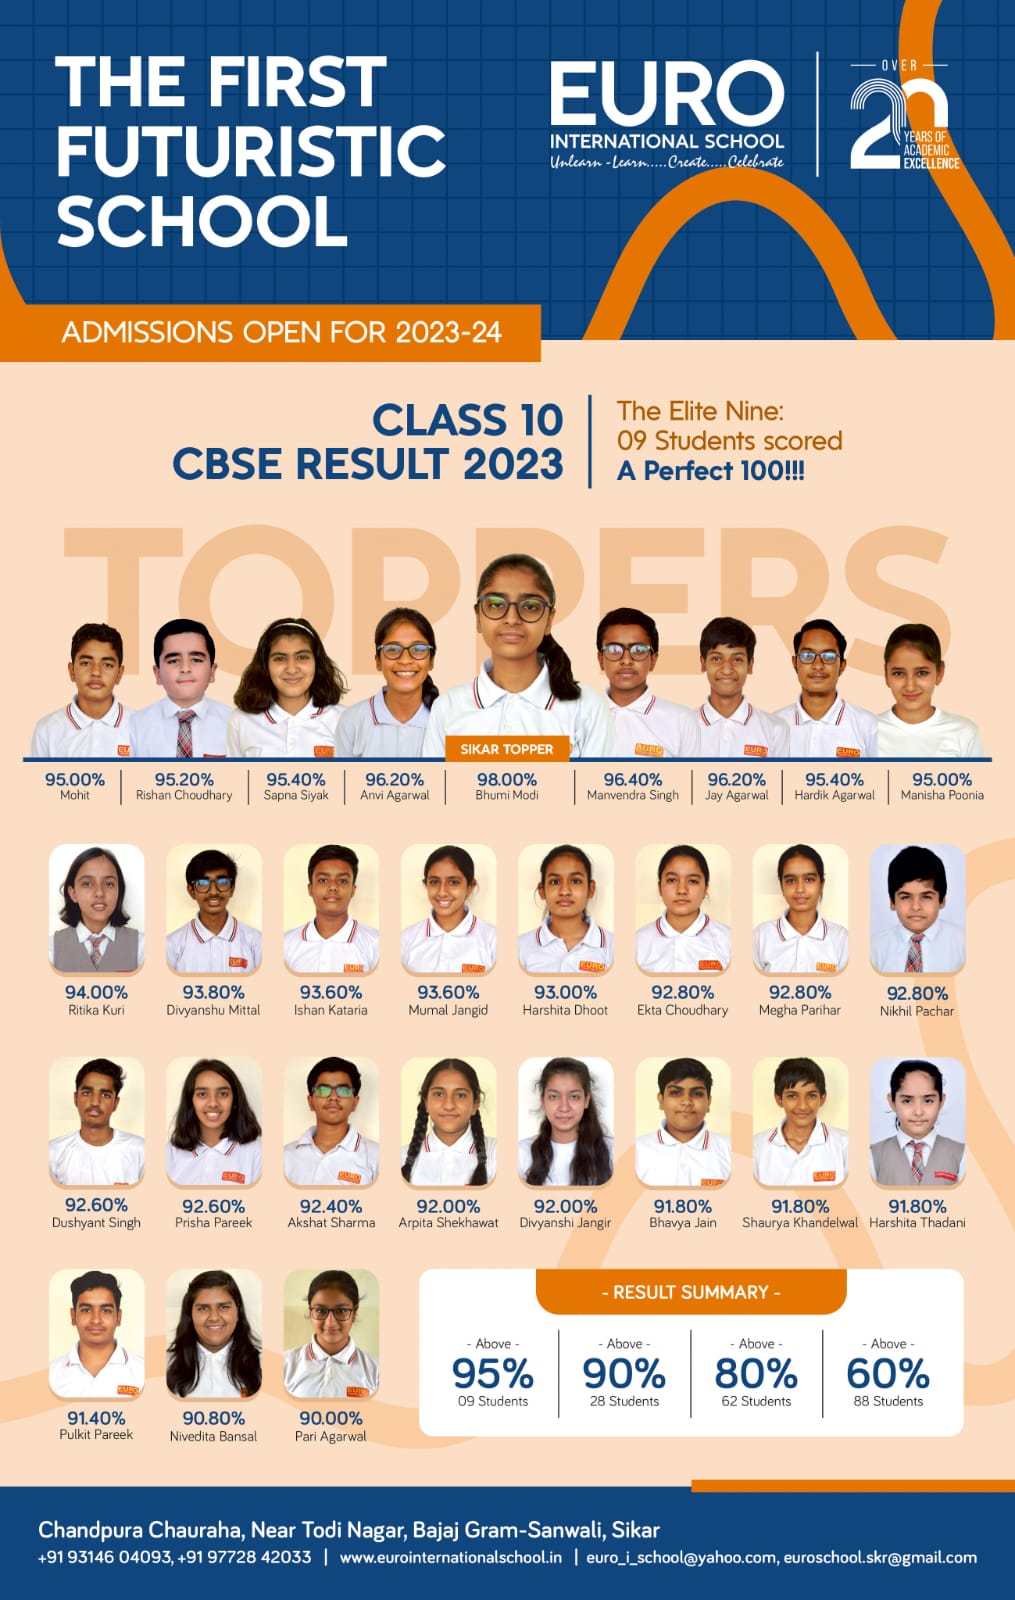 THE FIRST
FUTURISTIC
SCHOOL
EURO
INTERNATIONAL SCHOOL
Unlearn - Learn.....Create.....Celebrate
OVER
20
YEARS OF
ACADEMIC
EXCELLENCE
ADMISSIONS OPEN FOR 2023-24
CLASS 10
CBSE RESULT 2023
The Elite Nine:
09 Students scored
A Perfect 100!!!
TOPPERS
SIKAR TOPPER
95.00% 95.20% 95.40% 96.20% 98.00% 96.40% 96.20% 95.40% 95.00%
Mohit Rishan Choudhary Sapna Siyak Anvi Agarwal Bhumi Modi Manvendra Singh Jay Agarwal Hardik Agarwal Manisha Poonia
94.00% 93.80% 93.60% 93.60% 93.00% 92.80% 92.80% 92.80%
Ritika Kuri Divyanshu Mittal Ishan Kataria Mumal Jangid Harshita Dhoot Ekta Choudhary Megha Parihar Nikhil Pachar
92.60% 92.60% 92.40% 92.00% 92.00% 91.80% 91.80% 91.80%
Dushyant Singh Prisha Pareek Akshat Sharma Arpita Shekhawat Divyanshi Jangir Bhavya Jain Shaurya Khandelwal Harshita Thadani
91.40% 90.80% 90.00%
Pulkit Pareek Nivedita Bansal Pari Agarwal
- RESULT SUMMARY -
- Above - - Above - - Above - - Above -
95% 90% 80% 60%
09 Students 28 Students 62 Students 88 Students
Chandpura Chauraha, Near Todi Nagar, Bajaj Gram-Sanwali, Sikar
+91 93146 04093, +91 97728 42033 | www.eurointernationalschool.in | euro_i_school@yahoo.com, euroschool.skr@gmail.com